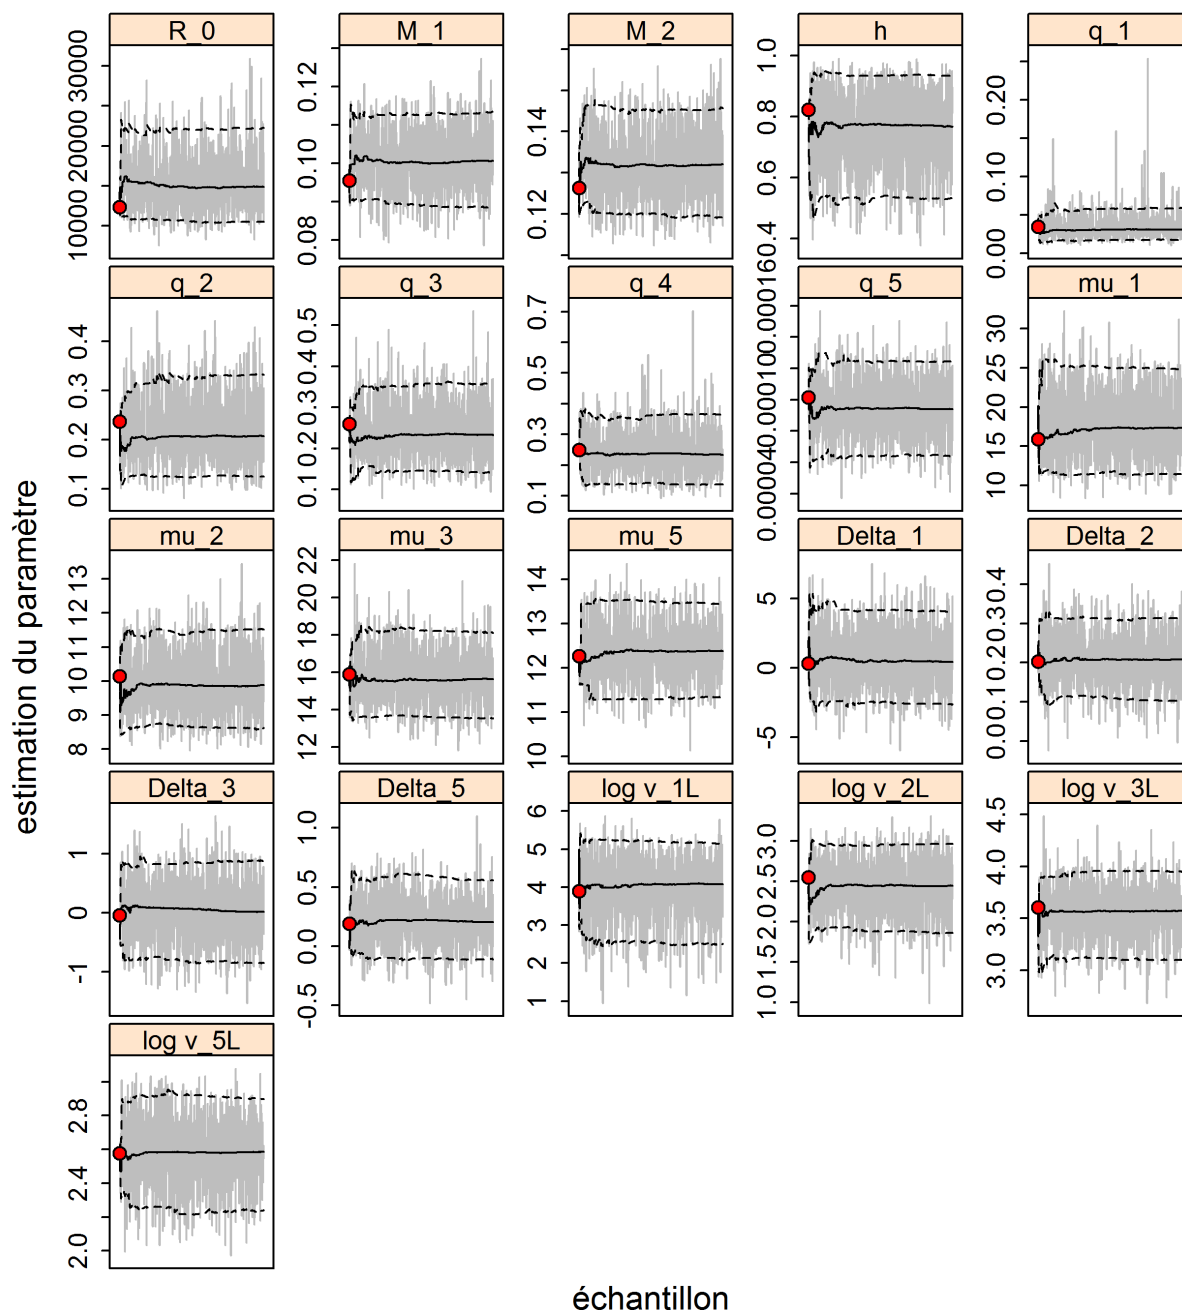 R_0 M_1 M_2 h q_1
10000 20000 30000
0.08 0.10 0.12
0.12 0.14
0.4 0.6 0.8 1.0
0.00 0.10 0.20
q_2 q_3 q_4 q_5 mu_1
0.1 0.2 0.3 0.4
0.1 0.2 0.3 0.4 0.5
0.1 0.3 0.5 0.7
0.00040 0.00100 0.00016
10 15 20 25 30
mu_2 mu_3 mu_5 Delta_1 Delta_2
8 9 10 11 12 13
12 14 16 18 20 22
10 11 12 13 14
-5 0 5
0.00 0.10 0.20 0.30 0.4
Delta_3 Delta_5 log v_1L log v_2L log v_3L
-1 0 1
-0.5 0.0 0.5 1.0
1 2 3 4 5 6
1.0 1.5 2.0 2.5 3.0
3.0 3.5 4.0 4.5
log v_5L
2.0 2.4 2.8
estimation du paramètre
échantillon